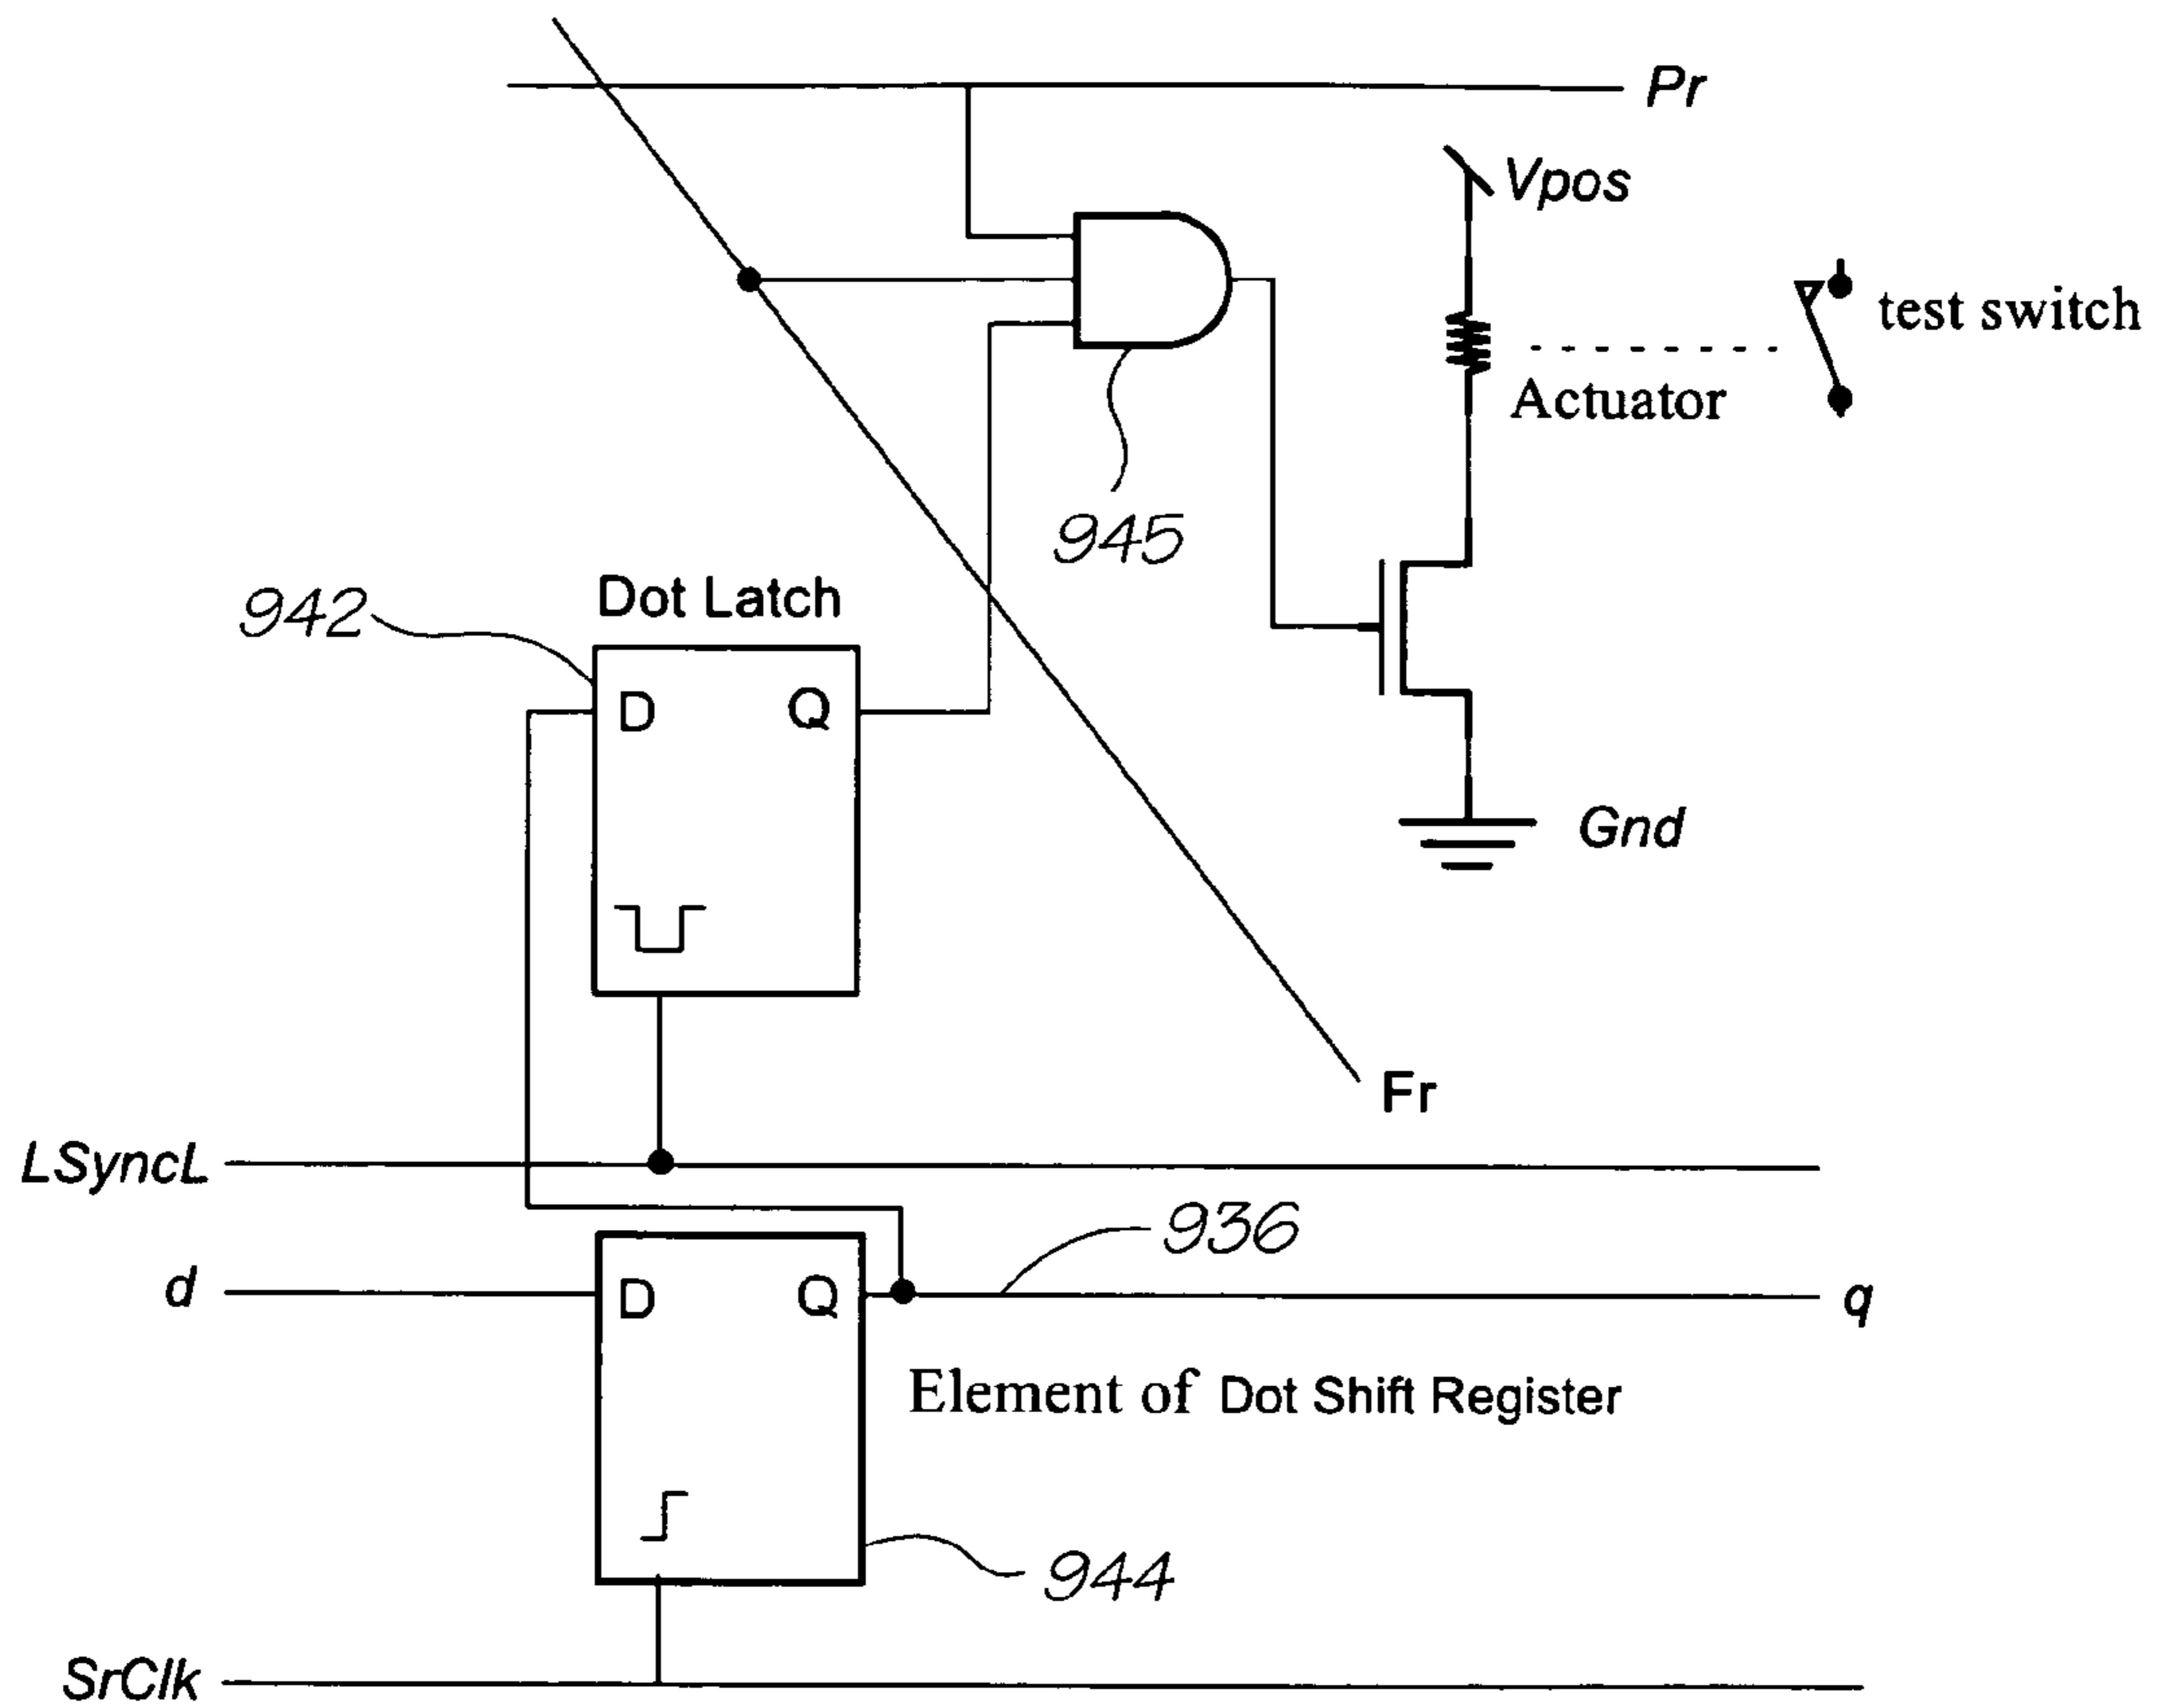 Pr
Vpos
test switch
Actuator
945
942
Dot Latch
D Q
Gnd
Fr
LSyncL
936
d
D Q
q
Element of Dot Shift Register
944
SrClk